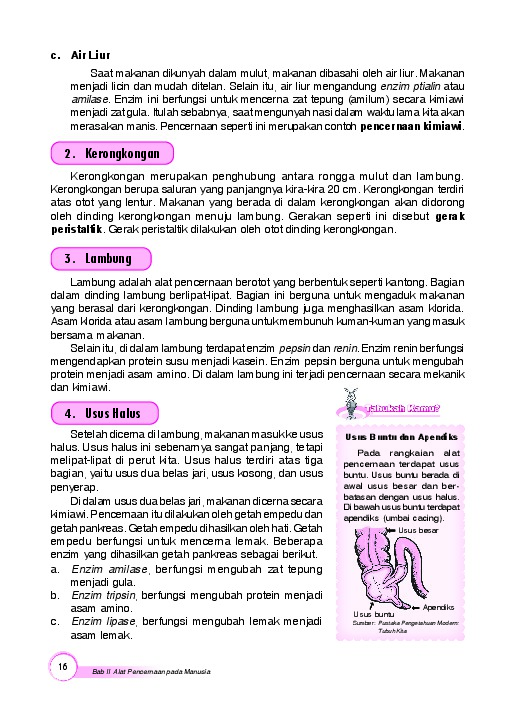 c. Air Liur
Saat makanan dikunyah dalam mulut, makanan dibasahi oleh air liur. Makanan
menjadi licin dan mudah ditelan. Selain itu, air liur mengandung enzim ptialin atau
amilase. Enzim ini berfungsi untuk mencerna zat tepung (amilum) secara kimiawi
menjadi zat gula. Itulah sebabnya, saat mengunyah nasi dalam waktu lama kita akan
merasakan manis. Pencernaan seperti ini merupakan contoh pencernaan kimiawi.
2. Kerongkongan
Kerongkongan merupakan penghubung antara rongga mulut dan lambung.
Kerongkongan berupa saluran yang panjangnya kira-kira 20 cm. Kerongkongan terdiri
atas otot yang lentur. Makanan yang berada di dalam kerongkongan akan didorong
oleh dinding kerongkongan menuju lambung. Gerakan seperti ini disebut gerak
peristaltik. Gerak peristaltik dilakukan oleh otot dinding kerongkongan.
3. Lambung
Lambung adalah alat pencernaan berotot yang berbentuk seperti kantong. Bagian
dalam dinding lambung berlipat-lipat. Bagian ini berguna untuk mengaduk makanan
yang berasal dari kerongkongan. Dinding lambung juga menghasilkan asam klorida.
Asam klorida atau asam lambung berguna untuk membunuh kuman-kuman yang masuk
bersama makanan.
Selain itu, di dalam lambung terdapat enzim pepsin dan renin. Enzim renin berfungsi
mengendapkan protein susu menjadi kasein. Enzim pepsin berguna untuk mengubah
protein menjadi asam amino. Di dalam lambung ini terjadi pencernaan secara mekanik
dan kimiawi.
4. Usus Halus
Setelah dicerna di lambung, makanan masuk ke usus
halus. Usus halus ini sebenarnya sangat panjang, tetapi
melipat-lipat di perut kita. Usus halus terdiri atas tiga
bagian, yaitu usus dua belas jari, usus kosong, dan usus
penyerap.
Di dalam usus dua belas jari, makanan dicerna secara
kimiawi. Pencernaan itu dilakukan oleh getah empedu dan
getah pankreas. Getah empedu dihasilkan oleh hati. Getah
empedu berfungsi untuk mencerna lemak. Beberapa
enzim yang dihasilkan getah pankreas sebagai berikut.
a. Enzim amilase, berfungsi mengubah zat tepung
menjadi gula.
b. Enzim tripsin, berfungsi mengubah protein menjadi
asam amino.
c. Enzim lipase, berfungsi mengubah lemak menjadi
asam lemak.
Tahukah Kamu?
Usus Buntu dan Apendiks
Pada rangkaian alat
pencernaan terdapat usus
buntu. Usus buntu berada di
awal usus besar dan ber-
batasan dengan usus halus.
Di bawah usus buntu terdapat
apendiks (umbai cacing).
Usus besar
Apendiks
Usus buntu
Sumber: Pustaka Pengetahuan Modern:
Tubuh Kita
16
Bab II Alat Pencernaan pada Manusia